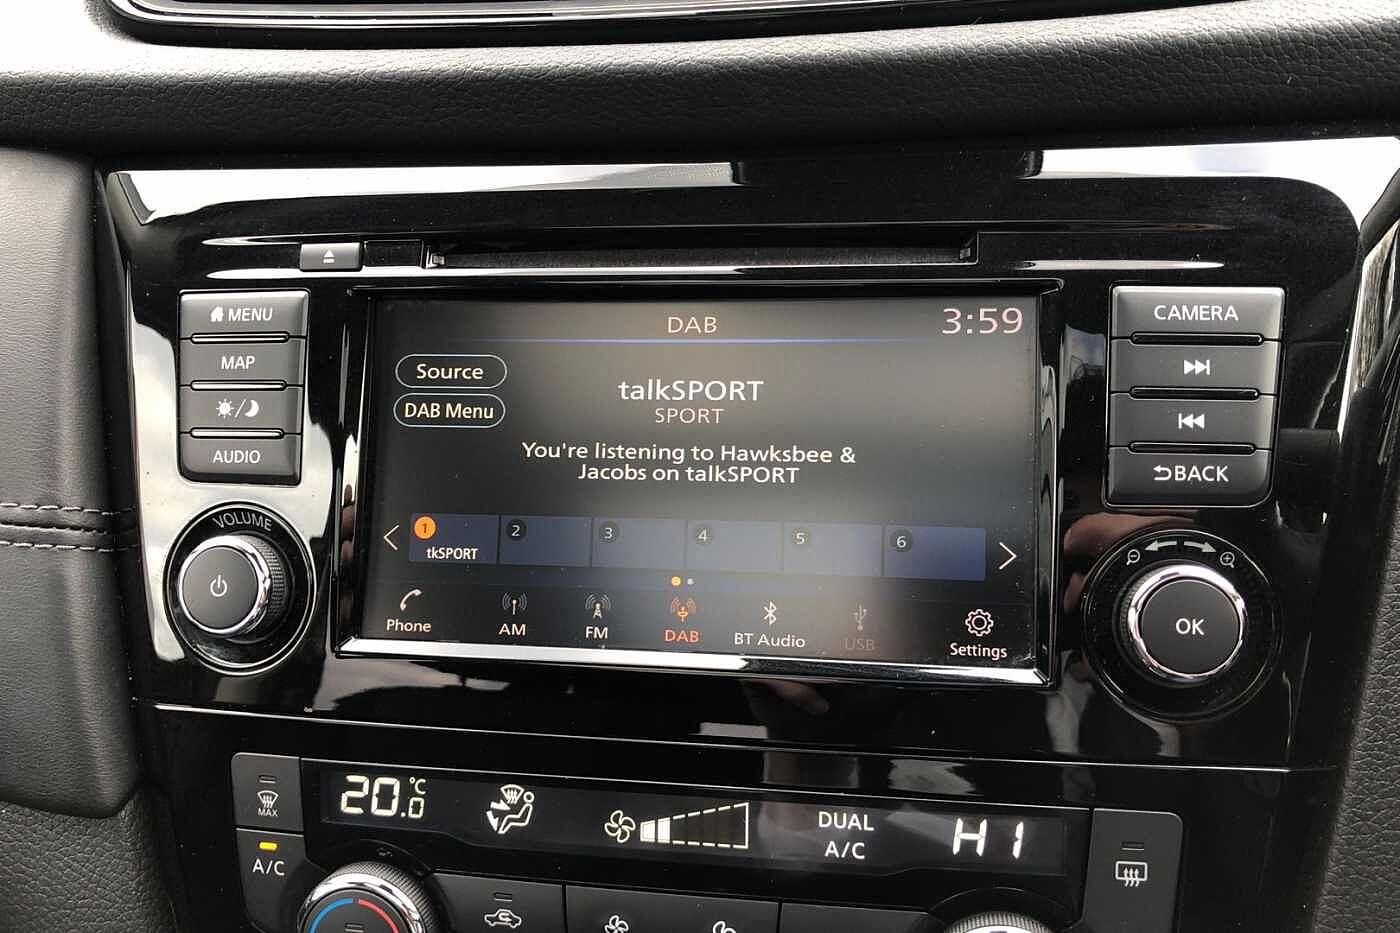 MENU
MAP
AUDIO
VOLUME
DAB
3:59
Source
DAB Menu
talkSPORT
SPORT
You're listening to Hawksbee &
Jacobs on talkSPORT
1
2
3
4
5
6
tkSPORT
Phone
AM
FM
DAB
BT Audio
USB
Settings
CAMERA
BACK
OK
MAX
A/C
20.0 °C
DUAL
A/C
HI